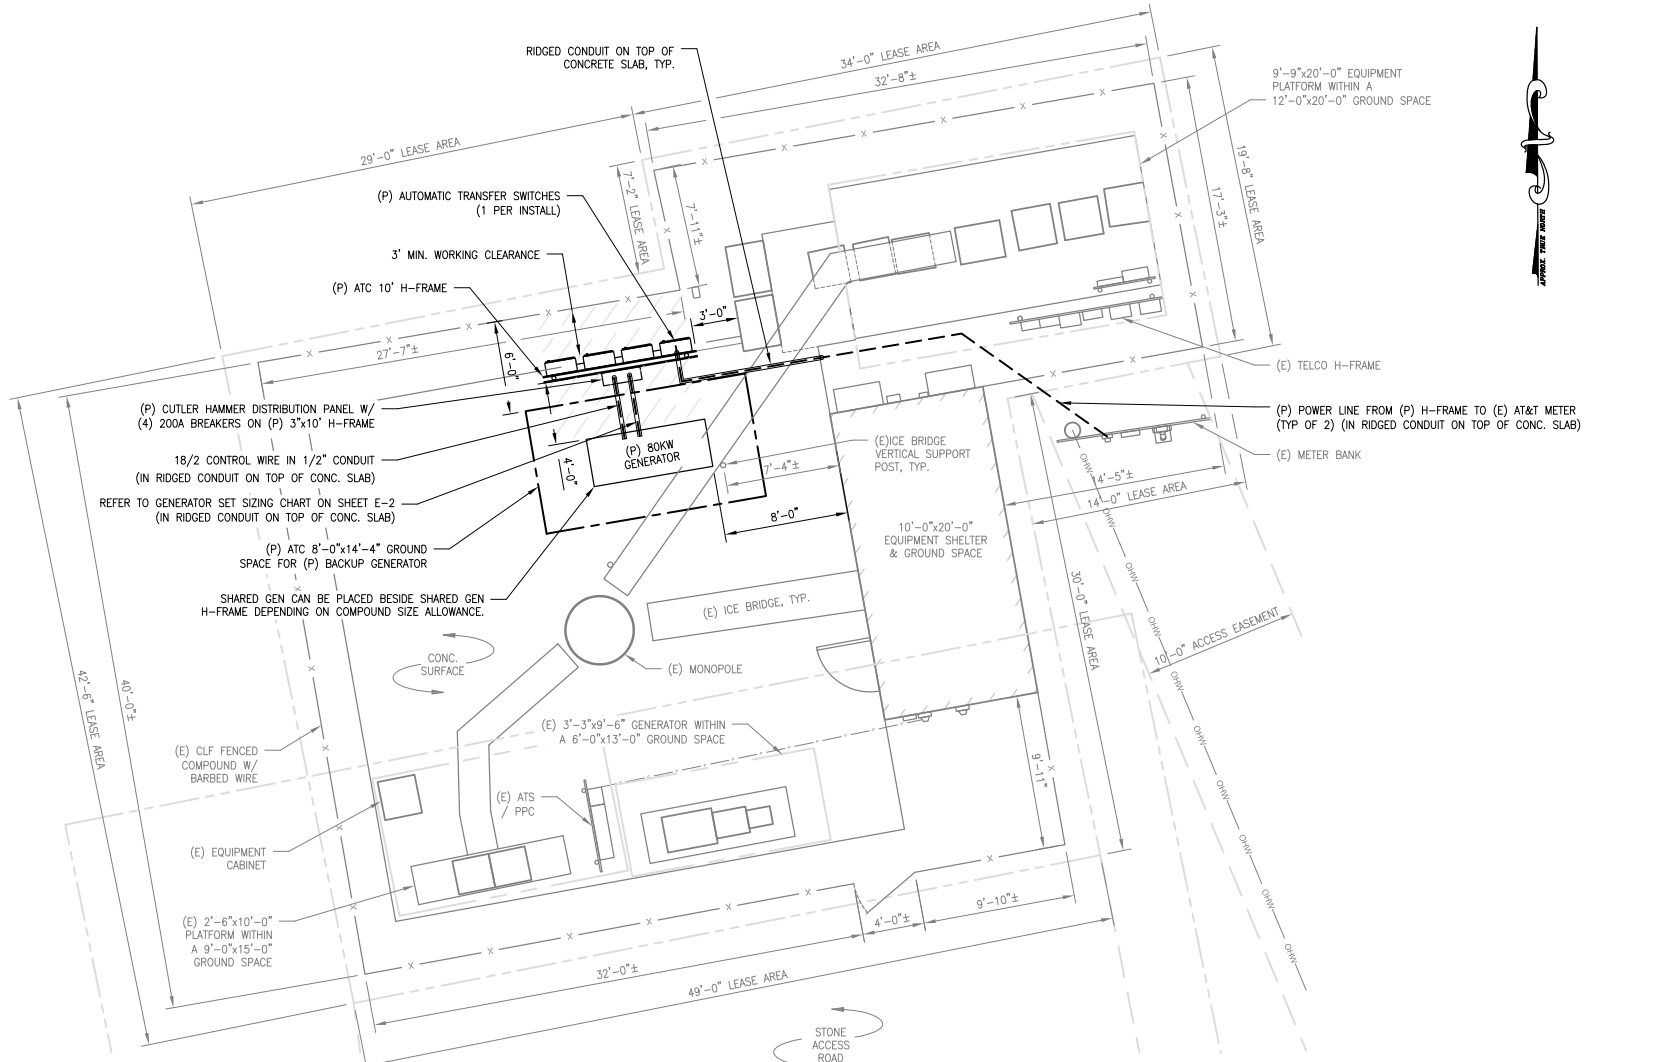 RIDGED CONDUIT ON TOP OF
CONCRETE SLAB, TYP.
34'-0" LEASE AREA
32'-8"±
9'-9"x20'-0" EQUIPMENT
PLATFORM WITHIN A
12'-0"x20'-0" GROUND SPACE
29'-0" LEASE AREA
7'-2" LEASE AREA
7'-11"±
19'-8" LEASE AREA
17'-3"±
APPROX. TRUE NORTH
(P) AUTOMATIC TRANSFER SWITCHES
(1 PER INSTALL)
3' MIN. WORKING CLEARANCE
(P) ATC 10' H-FRAME
3'-0"
27'-7"±
6'-0"
(E) TELCO H-FRAME
(P) CUTLER HAMMER DISTRIBUTION PANEL W/
(4) 200A BREAKERS ON (P) 3"x10' H-FRAME
(P) POWER LINE FROM (P) H-FRAME TO (E) AT&T METER
(TYP OF 2) (IN RIDGED CONDUIT ON TOP OF CONC. SLAB)
(E) METER BANK
18/2 CONTROL WIRE IN 1/2" CONDUIT
(IN RIDGED CONDUIT ON TOP OF CONC. SLAB)
(P) 80KW
GENERATOR
4'-0"
(E)ICE BRIDGE
VERTICAL SUPPORT
POST, TYP.
7'-4"±
14'-5"±
14'-0" LEASE AREA
REFER TO GENERATOR SET SIZING CHART ON SHEET E-2
(IN RIDGED CONDUIT ON TOP OF CONC. SLAB)
8'-0"
10'-0"x20'-0"
EQUIPMENT SHELTER
& GROUND SPACE
(P) ATC 8'-0"x14'-4" GROUND
SPACE FOR (P) BACKUP GENERATOR
SHARED GEN CAN BE PLACED BESIDE SHARED GEN
H-FRAME DEPENDING ON COMPOUND SIZE ALLOWANCE.
(E) ICE BRIDGE, TYP.
30'-0" LEASE AREA
10'-0" ACCESS EASEMENT
OHW
OHW
OHW
OHW
OHW
OHW
OHW
OHW
OHW
OHW
CONC.
SURFACE
(E) MONOPOLE
42'-6" LEASE AREA
40'-0"±
(E) 3'-3"x9'-6" GENERATOR WITHIN
A 6'-0"x13'-0" GROUND SPACE
(E) CLF FENCED
COMPOUND W/
BARBED WIRE
9'-11"
(E) ATS
/ PPC
(E) EQUIPMENT
CABINET
(E) 2'-6"x10'-0"
PLATFORM WITHIN
A 9'-0"x15'-0"
GROUND SPACE
4'-0"±
9'-10"±
32'-0"±
49'-0" LEASE AREA
STONE
ACCESS
ROAD